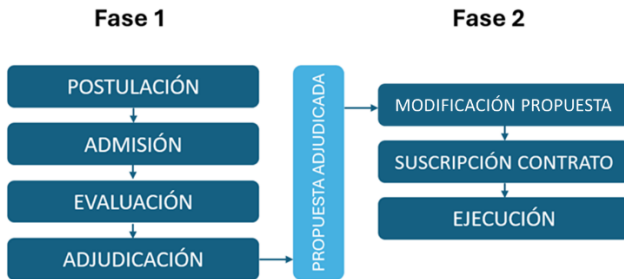 Fase 1
POSTULACIÓN
ADMISIÓN
EVALUACIÓN
ADJUDICACIÓN
PROPUESTA ADJUDICADA
Fase 2
MODIFICACIÓN PROPUESTA
SUSCRIPCIÓN CONTRATO
EJECUCIÓN